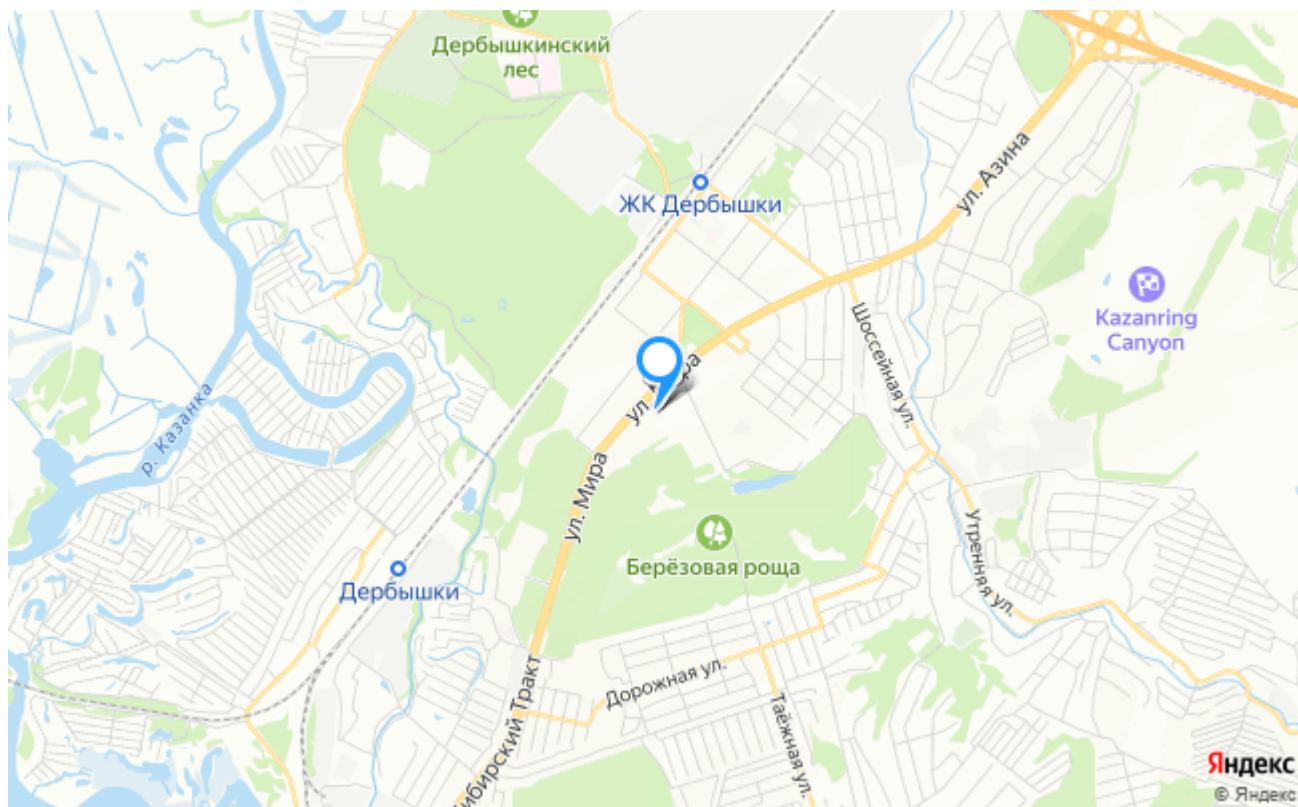 Дербышкинский
лес
ул. Азина
ЖК Дербышки
Kazanring
Canyon
Шоссейная ул.
р. Казанка
ул.
ул. Мира
Берёзовая роща
Утренняя ул.
Дербышки
Дорожная ул.
Таёжная ул.
Сибирский Тракт
Яндекс
© Яндекс